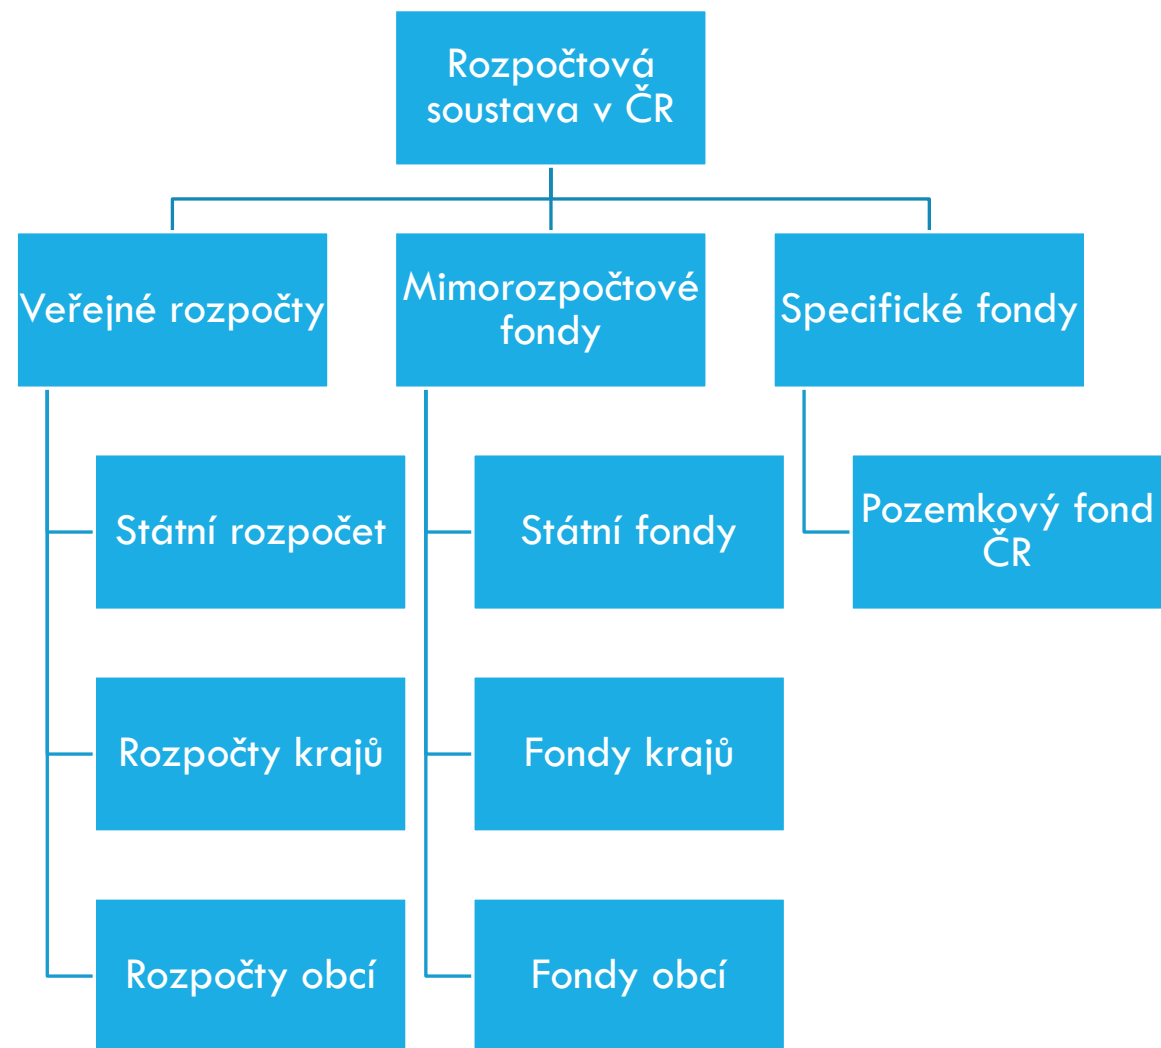 Rozpočtová
soustava v ČR
Veřejné rozpočty
Mimorozpočtové
fondy
Specifické fondy
Státní rozpočet
Státní fondy
Pozemkový fond
ČR
Rozpočty krajů
Fondy krajů
Rozpočty obcí
Fondy obcí